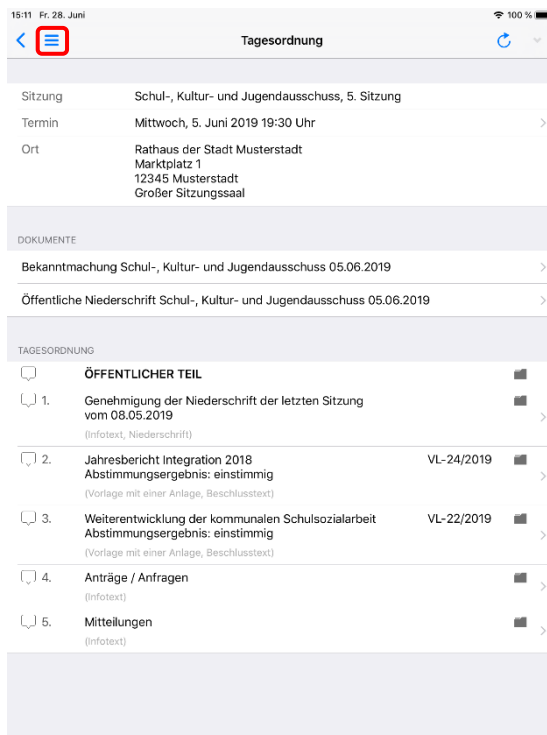 15:11 Fr. 28. Juni 100 %
Tagesordnung
Sitzung Schul-, Kultur- und Jugendausschuss, 5. Sitzung
Termin Mittwoch, 5. Juni 2019 19:30 Uhr
Ort Rathaus der Stadt Musterstadt
Marktplatz 1
12345 Musterstadt
Großer Sitzungssaal
DOKUMENTE
Bekanntmachung Schul-, Kultur- und Jugendausschuss 05.06.2019
Öffentliche Niederschrift Schul-, Kultur- und Jugendausschuss 05.06.2019
TAGESORDNUNG
ÖFFENTLICHER TEIL
1. Genehmigung der Niederschrift der letzten Sitzung
vom 08.05.2019
(Infotext, Niederschrift)
2. Jahresbericht Integration 2018 VL-24/2019
Abstimmungsergebnis: einstimmig
(Vorlage mit einer Anlage, Beschlusstext)
3. Weiterentwicklung der kommunalen Schulsozialarbeit VL-22/2019
Abstimmungsergebnis: einstimmig
(Vorlage mit einer Anlage, Beschlusstext)
4. Anträge / Anfragen
(Infotext)
5. Mitteilungen
(Infotext)